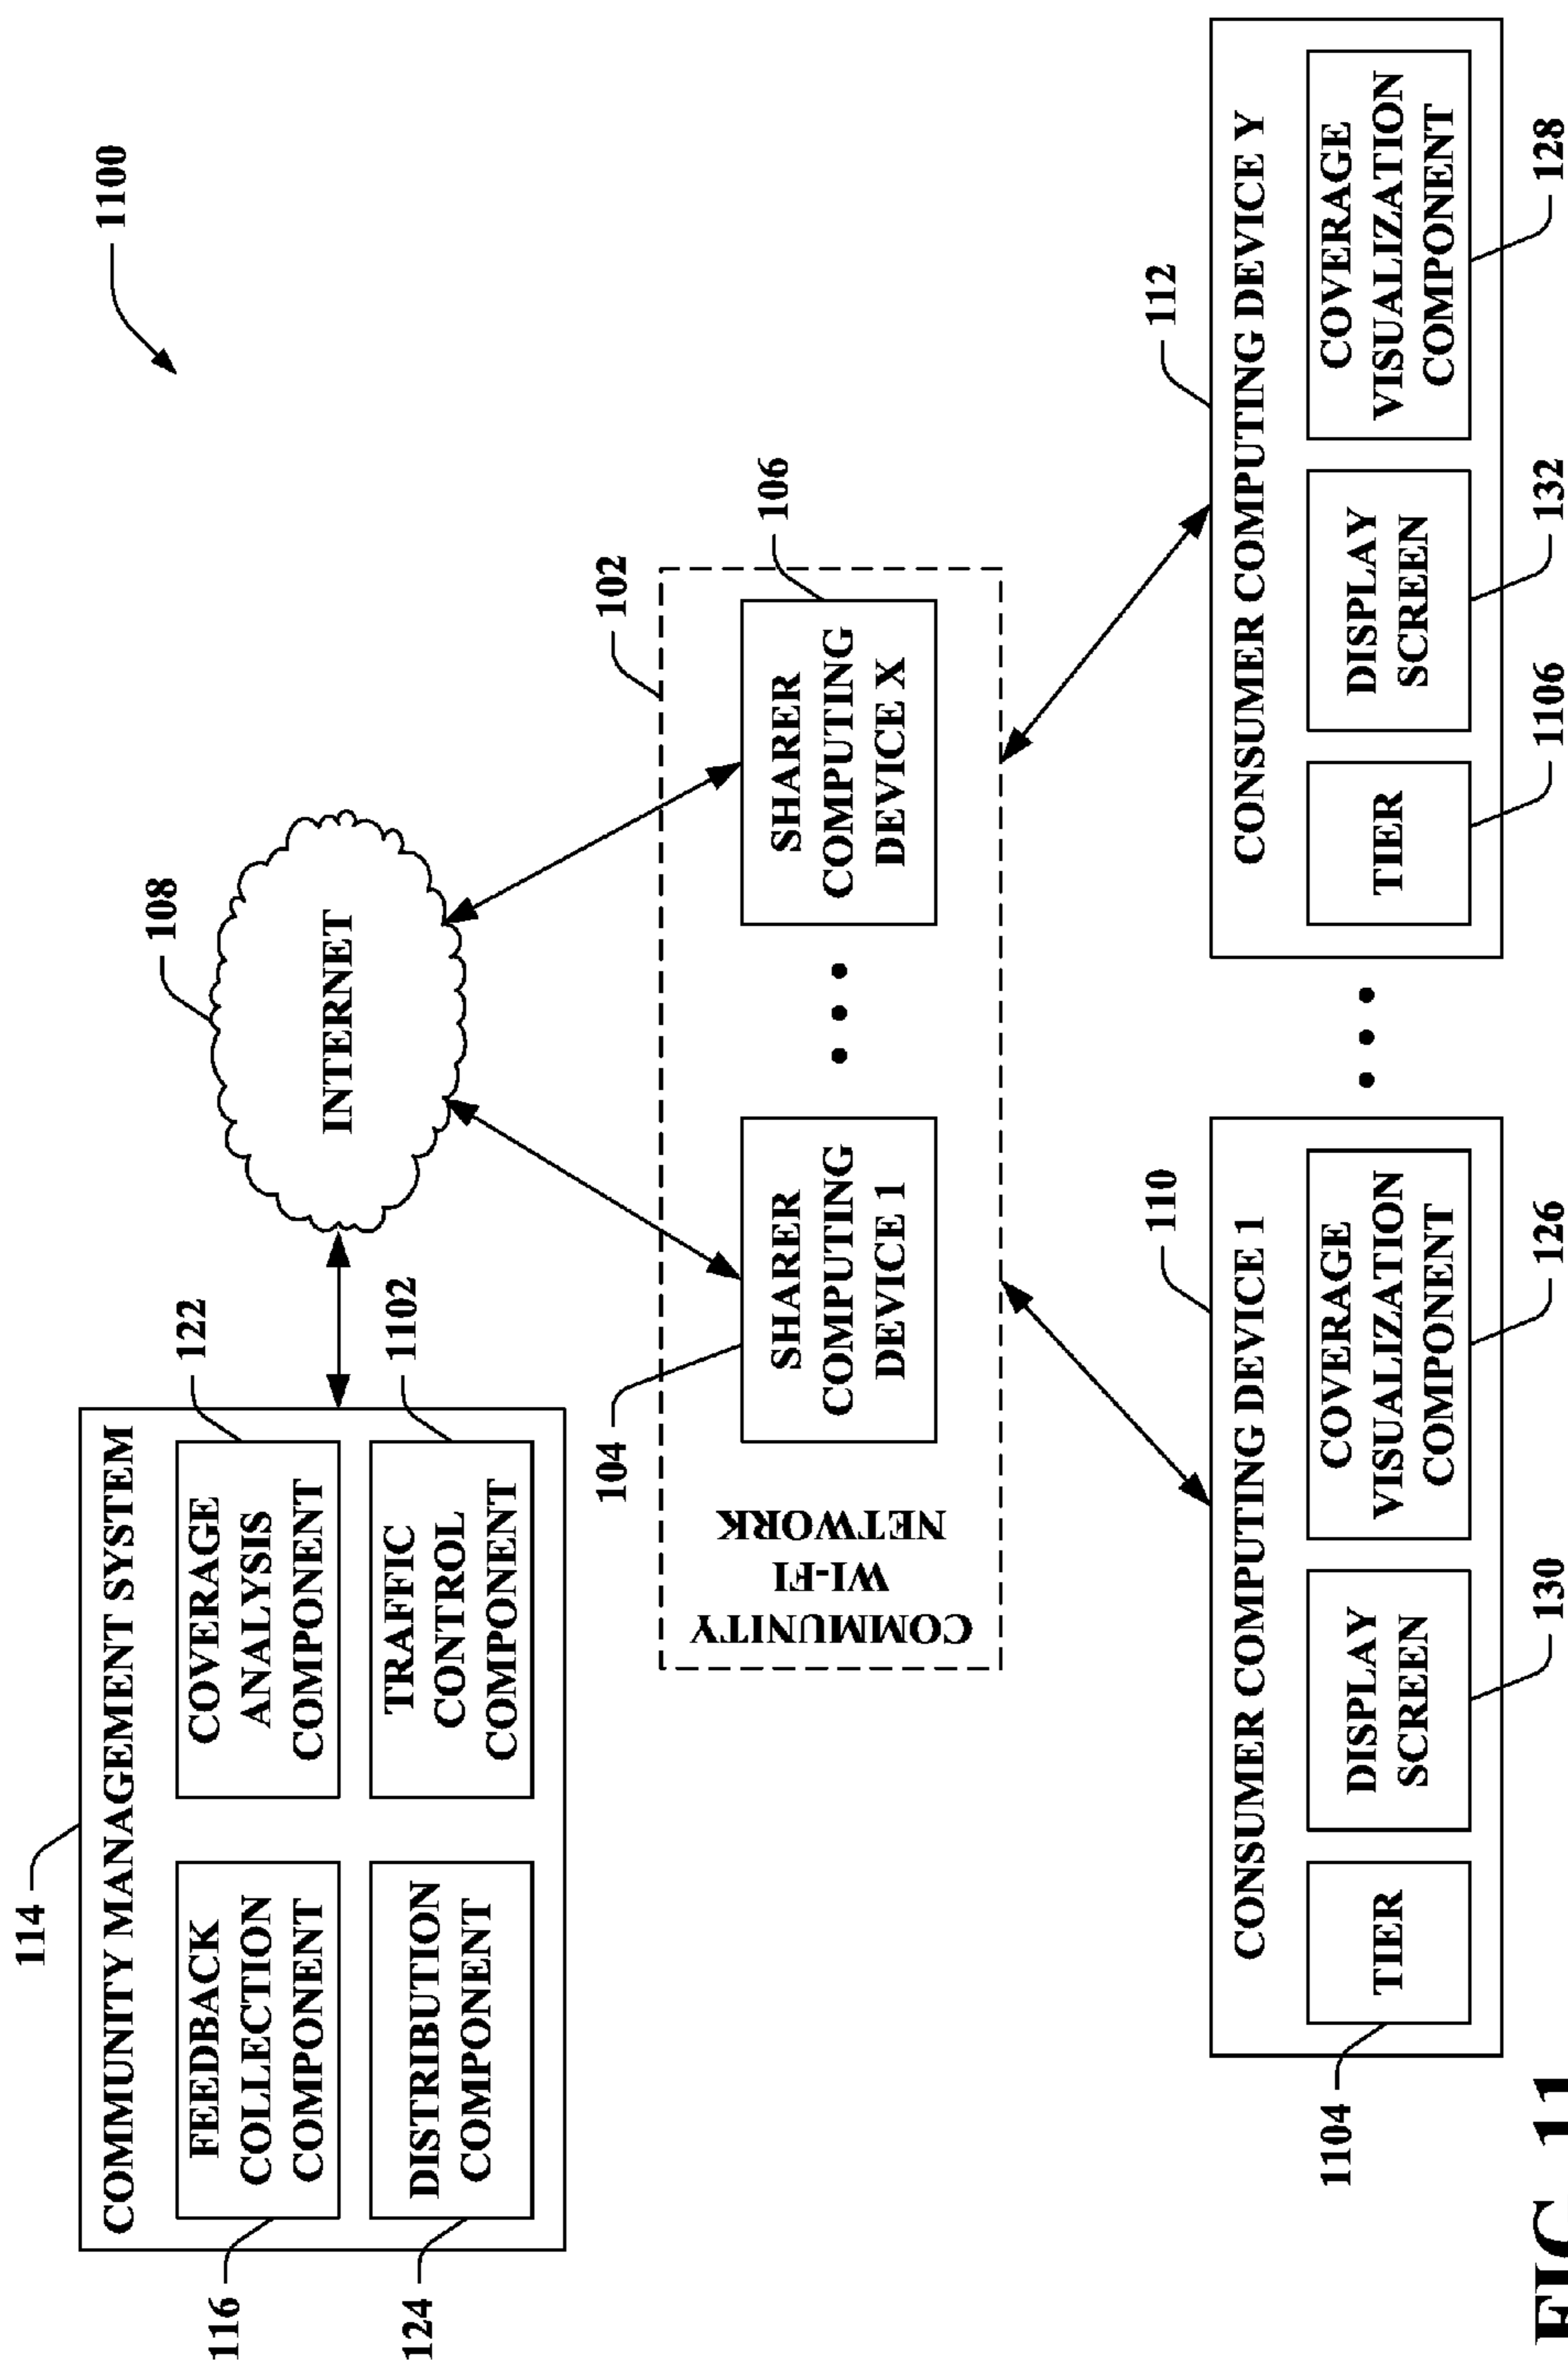 1100
114
COMMUNITY MANAGEMENT SYSTEM
116
FEEDBACK
COLLECTION
COMPONENT
COVERAGE
ANALYSIS
COMPONENT
122
124
DISTRIBUTION
COMPONENT
TRAFFIC
CONTROL
COMPONENT
1102
108
INTERNET
102
COMMUNITY
WI-FI
NETWORK
104
SHARER
COMPUTING
DEVICE 1
• • •
SHARER
COMPUTING
DEVICE X
106
110
CONSUMER COMPUTING DEVICE 1
1104
TIER
DISPLAY
SCREEN
130
COVERAGE
VISUALIZATION
COMPONENT
126
• • •
112
CONSUMER COMPUTING DEVICE Y
TIER
1106
DISPLAY
SCREEN
132
COVERAGE
VISUALIZATION
COMPONENT
128
FIG. 11